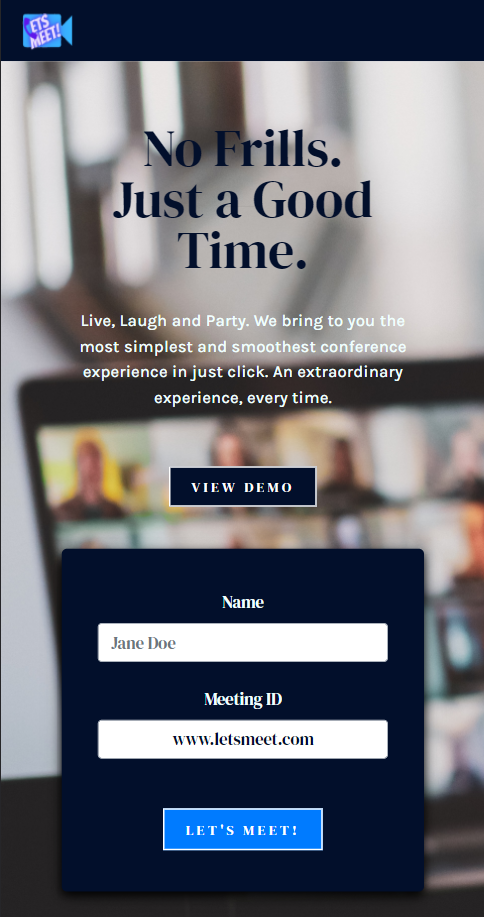 LETS
MEET!
No Frills.
Just a Good
Time.
Live, Laugh and Party. We bring to you the
most simplest and smoothest conference
experience in just click. An extraordinary
experience, every time.
VIEW DEMO
Name
Jane Doe
Meeting ID
www.letsmeet.com
LET'S MEET!